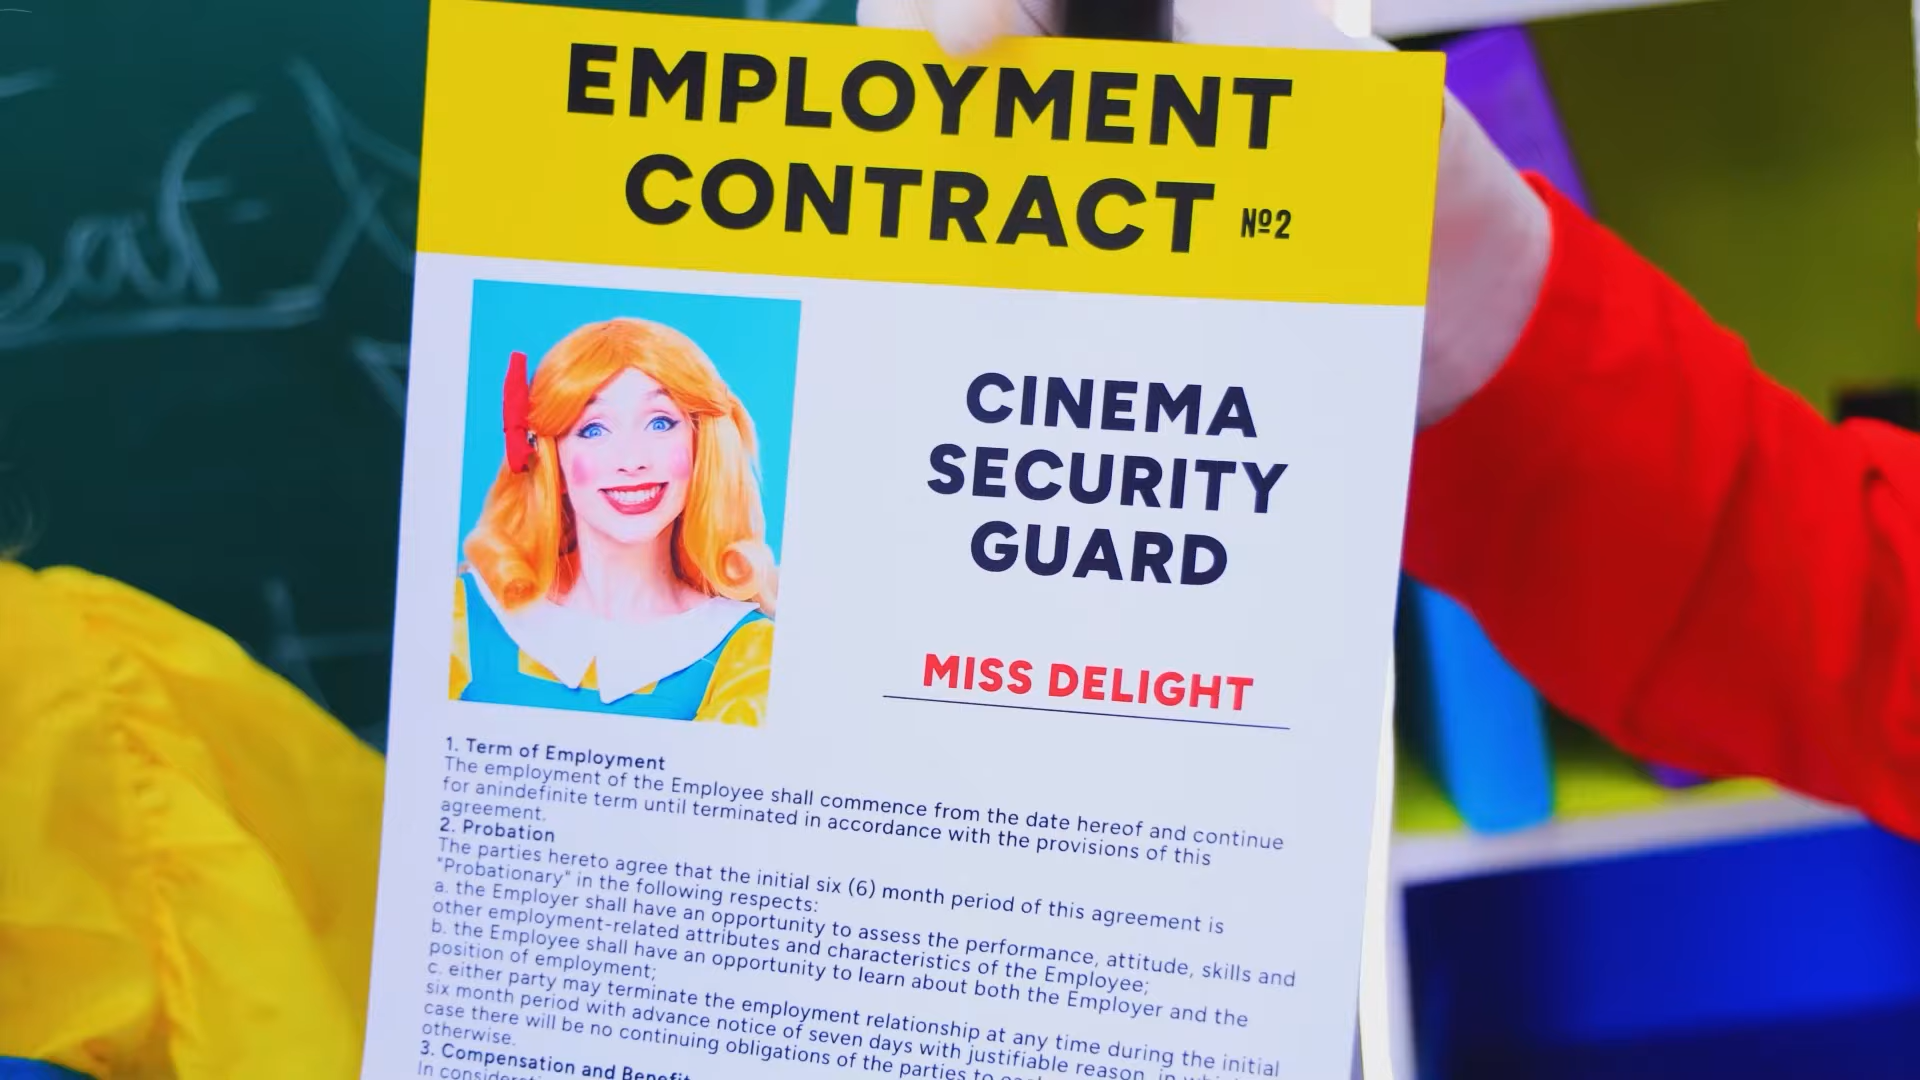 EMPLOYMENT
CONTRACT №2
CINEMA
SECURITY
GUARD
MISS DELIGHT
1. Term of Employment
The employment of the Employee shall commence from the date hereof and continue
for anindefinite term until terminated in accordance with the provisions of this
agreement.
2. Probation
The parties hereto agree that the initial six (6) month period of this agreement is
"Probationary" in the following respects:
a. the Employer shall have an opportunity to assess the performance, attitude, skills and
other employment-related attributes and characteristics of the Employee;
b. the Employee shall have an opportunity to learn about both the Employer and the
position of employment;
c. either party may terminate the employment relationship at any time during the initial
six month period with advance notice of seven days with justifiable reason, in
case there will be no continuing obligations of the parties to
otherwise.
3. Compensation and Benefit
In